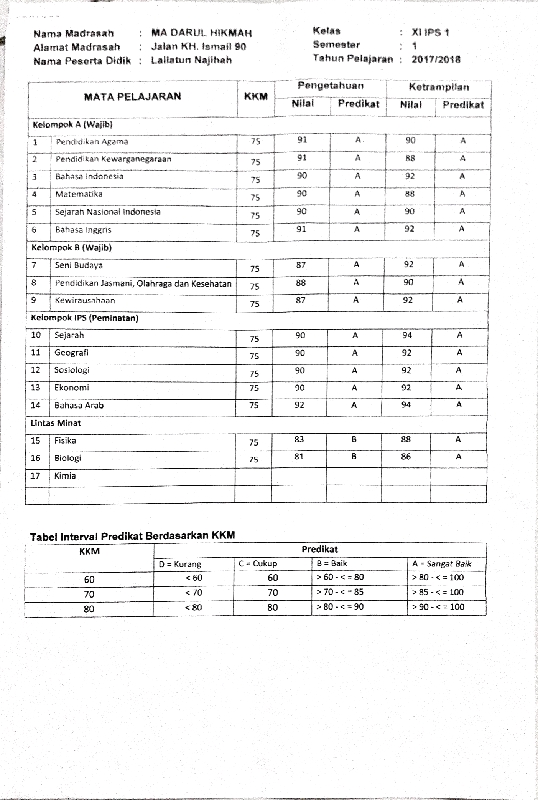 Nama Madrasah : MA DARUL HIKMAH Kelas : XI IPS 1
Alamat Madrasah : Jalan KH. Ismail 90 Semester : 1
Nama Peserta Didik : Lailatun Najihah Tahun Pelajaran : 2017/2018
MATA PELAJARAN KKM Pengetahuan Ketrampilan
Nilai Predikat Nilai Predikat
Kelompok A (Wajib)
1 Pendidikan Agama 75 91 A 90 A
2 Pendidikan Kewarganegaraan 75 91 A 88 A
3 Bahasa Indonesia 75 90 A 92 A
4 Matematika 75 90 A 88 A
5 Sejarah Nasional Indonesia 75 90 A 90 A
6 Bahasa Inggris 75 91 A 92 A
Kelompok B (Wajib)
7 Seni Budaya 75 87 A 92 A
8 Pendidikan Jasmani, Olahraga dan Kesehatan 75 88 A 90 A
9 Kewirausahaan 75 87 A 92 A
Kelompok IPS (Peminatan)
10 Sejarah 75 90 A 94 A
11 Geografi 75 90 A 92 A
12 Sosiologi 75 90 A 92 A
13 Ekonomi 75 90 A 92 A
14 Bahasa Arab 75 92 A 94 A
Lintas Minat
15 Fisika 75 83 B 88 A
16 Biologi 75 81 B 86 A
17 Kimia
Tabel Interval Predikat Berdasarkan KKM
KKM Predikat
D = Kurang C = Cukup B = Baik A = Sangat Baik
60 < 60 60 > 60 - < = 80 > 80 - < = 100
70 < 70 70 > 70 - < = 85 > 85 - < = 100
80 < 80 80 > 80 - < = 90 > 90 - < = 100